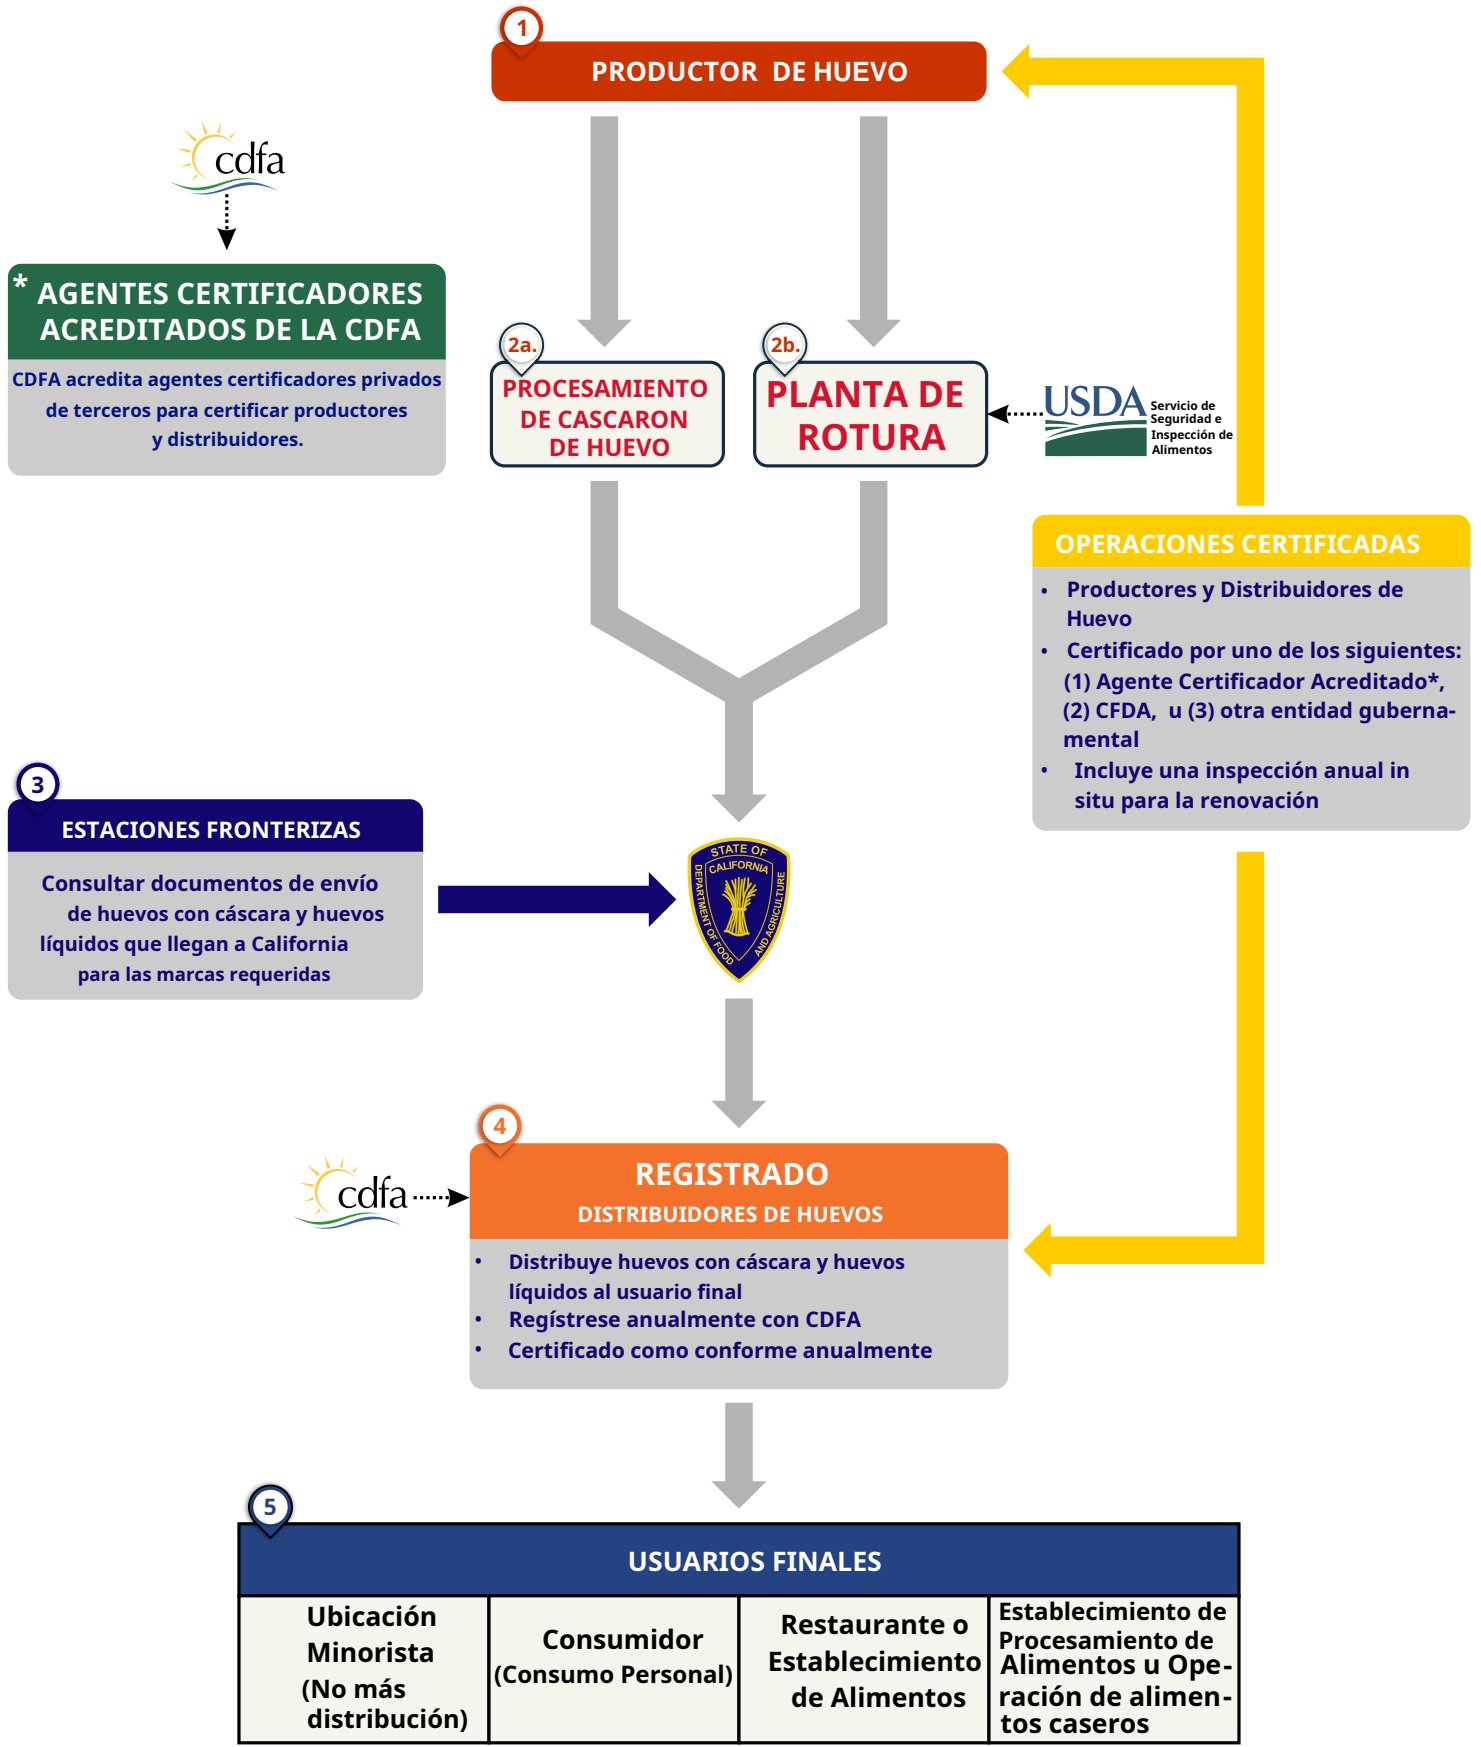 1
PRODUCTOR  DE HUEVO
cdfa
* AGENTES CERTIFICADORES
ACREDITADOS DE LA CDFA
CDFA acredita agentes certificadores privados
de terceros para certificar productores
y distribuidores.
2a.
PROCESAMIENTO
DE CASCARON
DE HUEVO
2b.
PLANTA DE
ROTURA
USDA
Servicio de
Seguridad e
Inspección de
Alimentos
OPERACIONES CERTIFICADAS
• Productores y Distribuidores de
Huevo
• Certificado por uno de los siguientes:
(1) Agente Certificador Acreditado*,
(2) CFDA,  u (3) otra entidad guberna-
mental
• Incluye una inspección anual in
situ para la renovación
3
ESTACIONES FRONTERIZAS
Consultar documentos de envío
de huevos con cáscara y huevos
líquidos que llegan a California
para las marcas requeridas
STATE OF
CALIFORNIA
DEPARTMENT OF FOOD
AND AGRICULTURE
4
cdfa
REGISTRADO
DISTRIBUIDORES DE HUEVOS
• Distribuye huevos con cáscara y huevos
líquidos al usuario final
• Regístrese anualmente con CDFA
• Certificado como conforme anualmente
5
USUARIOS FINALES
Ubicación
Minorista
(No más
distribución)
Consumidor
(Consumo Personal)
Restaurante o
Establecimiento
de Alimentos
Establecimiento de
Procesamiento de
Alimentos u Ope-
ración de alimen-
tos caseros